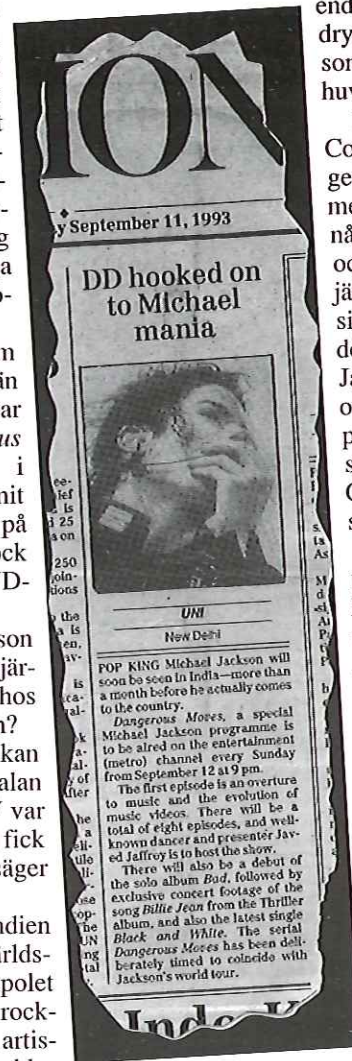 än
ar
us
i
nit
på
ock
son
jär-
hos
kan
alan
var
fick
säger
ndien
ärlds-
polet
rock-
artis-
ION
y September 11, 1993
DD hooked on
to Michael
mania
UNI
New Delhi
POP KING Michael Jackson will
soon be seen in India—more than
a month before he actually comes
to the country.
Dangerous Moves, a special
Michael Jackson programme is
to be aired on the entertainment
(metro) channel every Sunday
from September 12 at 9 pm.
The first episode is an overture
to music and the evolution of
music videos. There will be a
total of eight episodes, and well-
known dancer and presenter Jav-
ed Jaffrey is to host the show.
There will also be a debut of
the solo album Bad, followed by
exclusive concert footage of the
song Billie Jean from the Thriller
album, and also the latest single
Black and White. The serial
Dangerous Moves has been deli-
berately timed to coincide with
Jackson's world tour.
end
dry
som
huv
Co
ge
me
nå
oc
jä
si
de
Ja
o
p
s